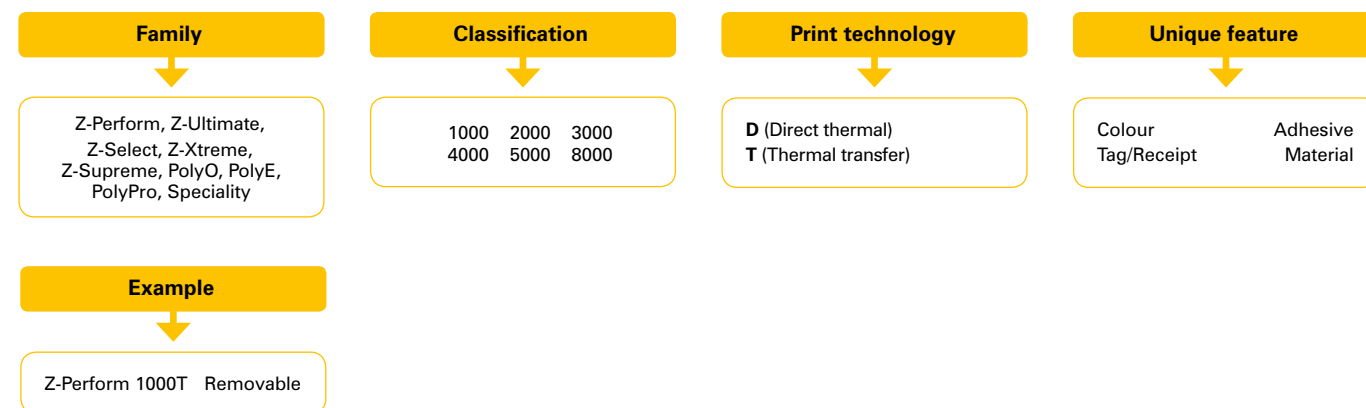 Family
Z-Perform, Z-Ultimate,
Z-Select, Z-Xtreme,
Z-Supreme, PolyO, PolyE,
PolyPro, Speciality
Classification
1000 2000 3000
4000 5000 8000
Print technology
D (Direct thermal)
T (Thermal transfer)
Unique feature
Colour Adhesive
Tag/Receipt Material
Example
Z-Perform 1000T Removable